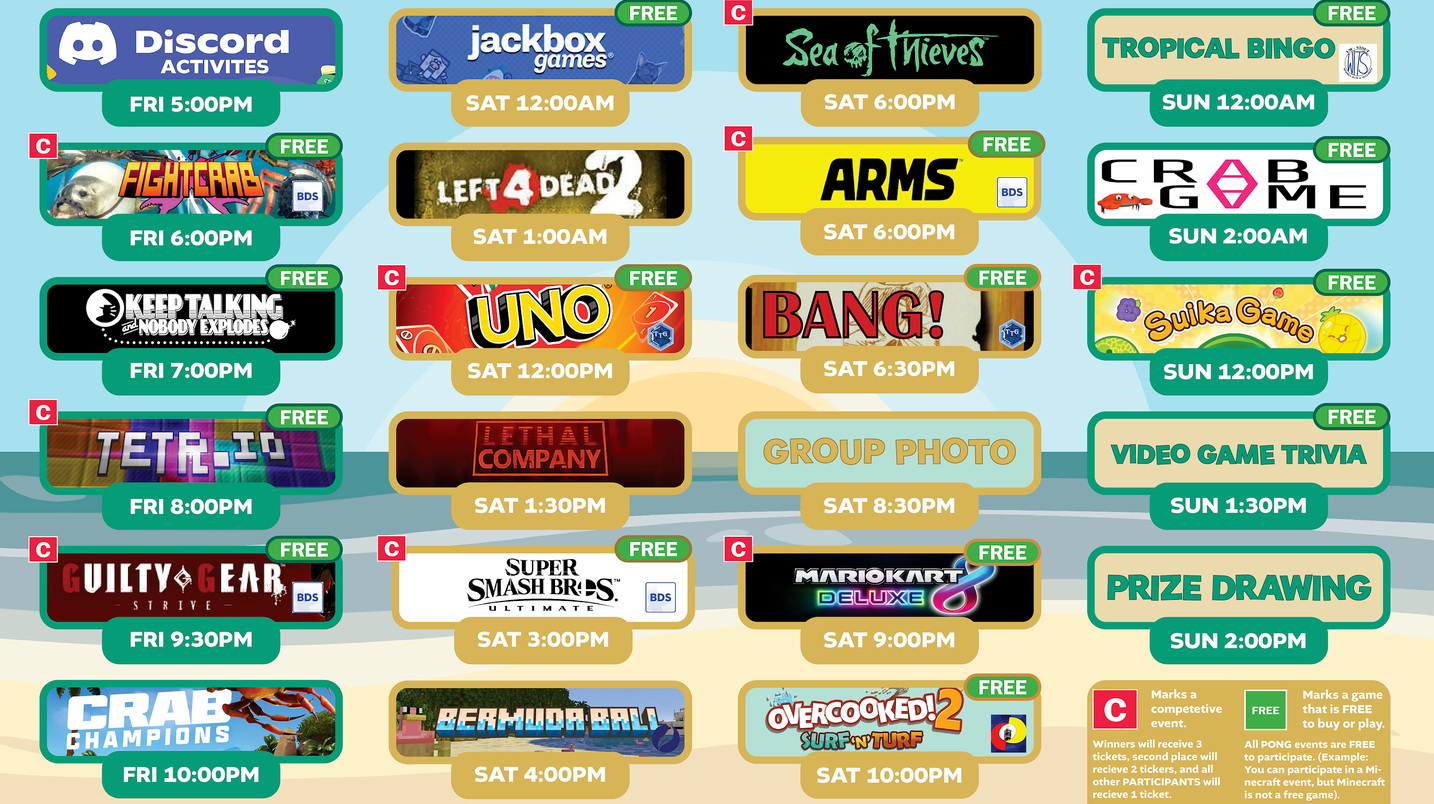 Discord
ACTIVITES
FRI 5:00PM
C
FREE
FIGHTCRAB
BDS
FRI 6:00PM
FREE
KEEP TALKING
and NOBODY EXPLODES
FRI 7:00PM
C
FREE
TETR.IO
FRI 8:00PM
C
FREE
GUILTY GEAR™
STRIVE
BDS
FRI 9:30PM
CRAB
CHAMPIONS
FRI 10:00PM
FREE
jackbox
games®
SAT 12:00AM
LEFT 4 DEAD 2
SAT 1:00AM
C
FREE
UNO®
TTG
SAT 12:00PM
LETHAL
COMPANY
SAT 1:30PM
C
FREE
SUPER
SMASH BROS.™
ULTIMATE
BDS
SAT 3:00PM
BERMUDA BALL
SAT 4:00PM
C
Sea of Thieves
SAT 6:00PM
C
FREE
ARMS™
BDS
SAT 6:00PM
FREE
BANG!
TTG
SAT 6:30PM
GROUP PHOTO
SAT 8:30PM
C
FREE
MARIOKART 8
DELUXE
SAT 9:00PM
FREE
OVERCOOKED! 2
SURF 'N' TURF
SAT 10:00PM
FREE
TROPICAL BINGO
SUN 12:00AM
FREE
CRAB
GAME
SUN 2:00AM
C
FREE
Suika Game
SUN 12:00PM
FREE
VIDEO GAME TRIVIA
SUN 1:30PM
PRIZE DRAWING
SUN 2:00PM
C
Marks a
competetive
event.
Winners will receive 3
tickets, second place will
recieve 2 tickers, and all
other PARTICIPANTS will
recieve 1 ticket.
FREE
Marks a game
that is FREE
to buy or play.
All PONG events are FREE
to participate. (Example:
You can participate in a Mi-
necraft event, but Minecraft
is not a free game).